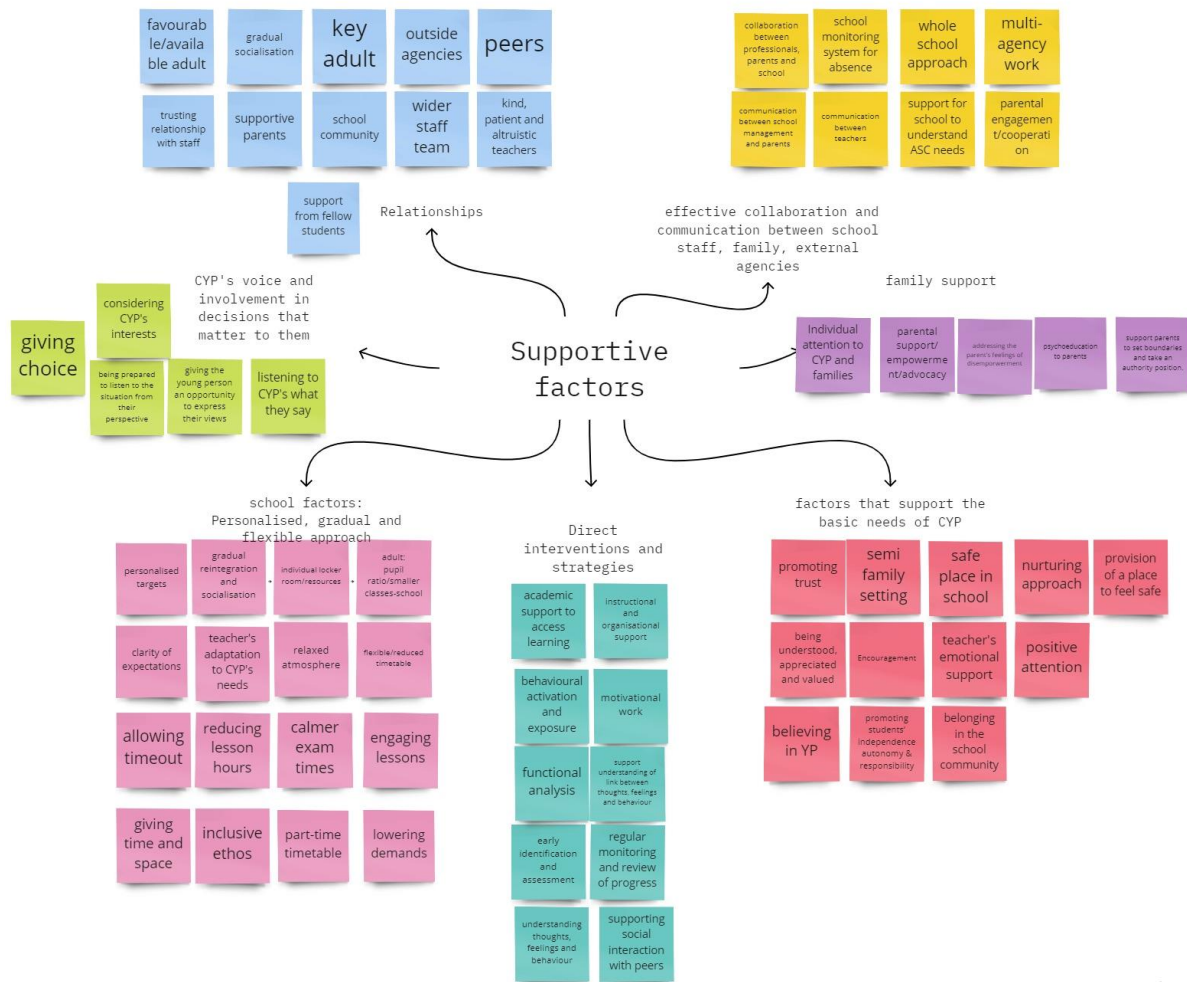 favourab
le/availa
ble adult
gradual
socialisation
key
adult
outside
agencies
peers
trusting
relationship
with staff
supportive
parents
school
community
wider
staff
team
kind,
patient and
altruistic
teachers
support
from fellow
students
Relationships
collaboration
between
professionals,
parents and
school
school
monitoring
system for
absence
whole
school
approach
multi-
agency
work
communication
between school
management
and parents
communication
between
teachers
support for
school to
understand
ASC needs
parental
engagemen
t/cooperati
on
effective collaboration and
communication between school
staff, family, external
agencies
family support
Individual
attention to
CYP and
families
parental
support/
empowerme
nt/advocacy
addressing the
parent's feelings of
disempowerment
psychoeducation
to parents
support parents
to set boundaries
and take an
authority position.
CYP's voice and
involvement in
decisions that
matter to them
considering
CYP's
interests
giving
choice
being prepared
to listen to the
situation from
their
perspective
giving the
young person
an opportunity
to express
their views
listening to
CYP's what
they say
Supportive
factors
school factors:
Personalised, gradual and
flexible approach
personalised
targets
gradual
reintegration
and
socialisation
individual locker
room/resources
adult:
pupil
ratio/smaller
classes-school
clarity of
expectations
teacher's
adaptation
to CYP's
needs
relaxed
atmosphere
flexible/reduced
timetable
allowing
timeout
reducing
lesson
hours
calmer
exam
times
engaging
lessons
giving
time and
space
inclusive
ethos
part-time
timetable
lowering
demands
Direct
interventions and
strategies
academic
support to
access
learning
instructional
and
organisational
support
behavioural
activation
and
exposure
motivational
work
functional
analysis
support
understanding of
link between
thoughts, feelings
and behaviour
early
identification
and
assessment
regular
monitoring
and review
of progress
understanding
thoughts,
feelings and
behaviour
supporting
social
interaction
with peers
factors that support the
basic needs of CYP
promoting
trust
semi
family
setting
safe
place in
school
nurturing
approach
provision
of a place
to feel safe
being
understood,
appreciated
and valued
Encouragement
teacher's
emotional
support
positive
attention
believing
in YP
promoting
students'
independence
autonomy &
responsibility
belonging
in the
school
community